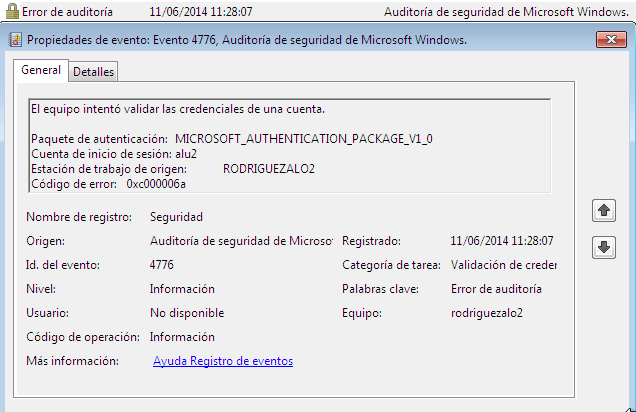 Error de auditoría 11/06/2014 11:28:07 Auditoría de seguridad de Microsoft Windows.
Propiedades de evento: Evento 4776, Auditoría de seguridad de Microsoft Windows.
General Detalles
El equipo intentó validar las credenciales de una cuenta.
Paquete de autenticación: MICROSOFT_AUTHENTICATION_PACKAGE_V1_0
Cuenta de inicio de sesión: alu2
Estación de trabajo de origen: RODRIGUEZALO2
Código de error: 0xc000006a
Nombre de registro: Seguridad
Origen: Auditoría de seguridad de Microsof Registrado: 11/06/2014 11:28:07
Id. del evento: 4776 Categoría de tarea: Validación de creder
Nivel: Información Palabras clave: Error de auditoría
Usuario: No disponible Equipo: rodriguezalo2
Código de operación: Información
Más información: Ayuda Registro de eventos